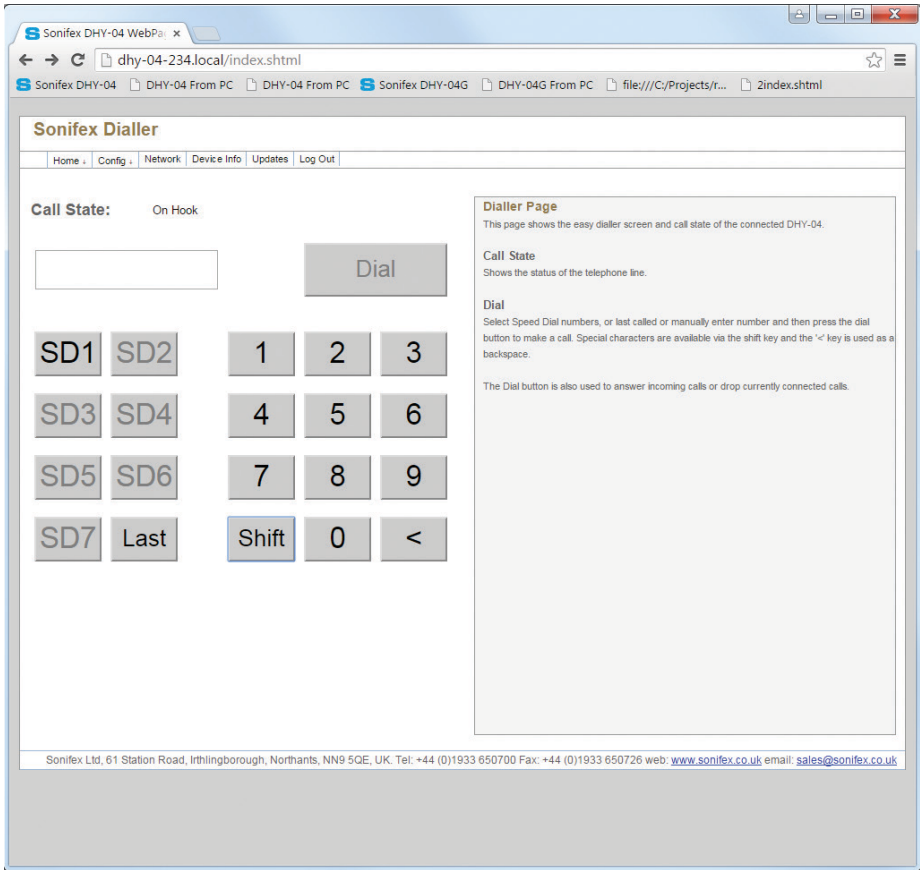 Sonifex DHY-04 WebPa
dhy-04-234.local/index.shtml
Sonifex DHY-04 DHY-04 From PC DHY-04 From PC Sonifex DHY-04G DHY-04G From PC file:///C:/Projects/r... 2index.shtml
Sonifex Dialler
Home ↓ Config ↓ Network Device Info Updates Log Out
Call State: On Hook
Dial
SD1 SD2 1 2 3
SD3 SD4 4 5 6
SD5 SD6 7 8 9
SD7 Last Shift 0 <
Dialler Page
This page shows the easy dialler screen and call state of the connected DHY-04.
Call State
Shows the status of the telephone line.
Dial
Select Speed Dial numbers, or last called or manually enter number and then press the dial
button to make a call. Special characters are available via the shift key and the '<' key is used as a
backspace.
The Dial button is also used to answer incoming calls or drop currently connected calls.
Sonifex Ltd, 61 Station Road, Irthlingborough, Northants, NN9 5QE, UK. Tel: +44 (0)1933 650700 Fax: +44 (0)1933 650726 web: www.sonifex.co.uk email: sales@sonifex.co.uk